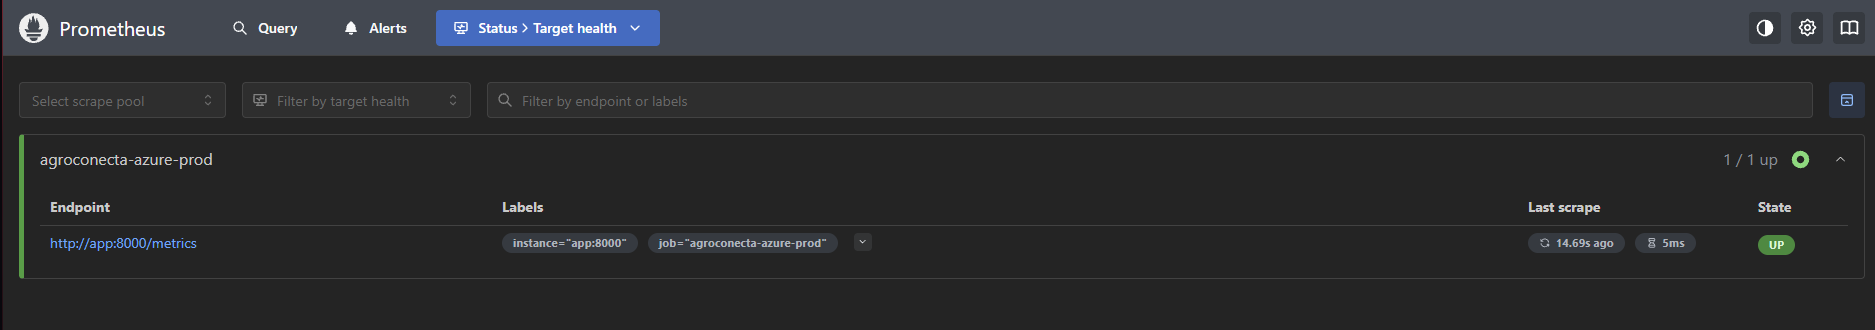 Prometheus Query Alerts Status > Target health
Select scrape pool Filter by target health Filter by endpoint or labels
agroconecta-azure-prod 1 / 1 up
Endpoint Labels Last scrape State
http://app:8000/metrics instance="app:8000" job="agroconecta-azure-prod" 14.69s ago 5ms UP